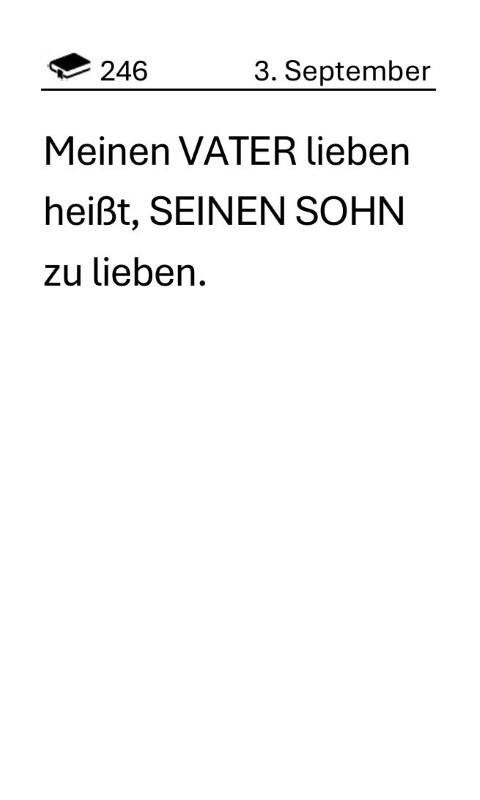 246 3. September
Meinen VATER lieben
heißt, SEINEN SOHN
zu lieben.